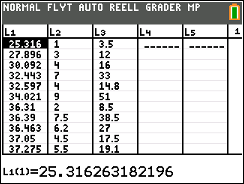 NORMAL FLYT AUTO REELL GRADER MP
L1 L2 L3 L4 L5 1
25.316 1 3.5 ------ ------
27.896 3 12
30.092 4 16
32.443 7 33
32.597 4 14.8
34.021 9 51
36.31 2 8.5
36.39 7.5 38.5
36.463 6.2 27
37.05 4.5 17.5
37.275 5.5 19.1
L1(1)=25.316263182196